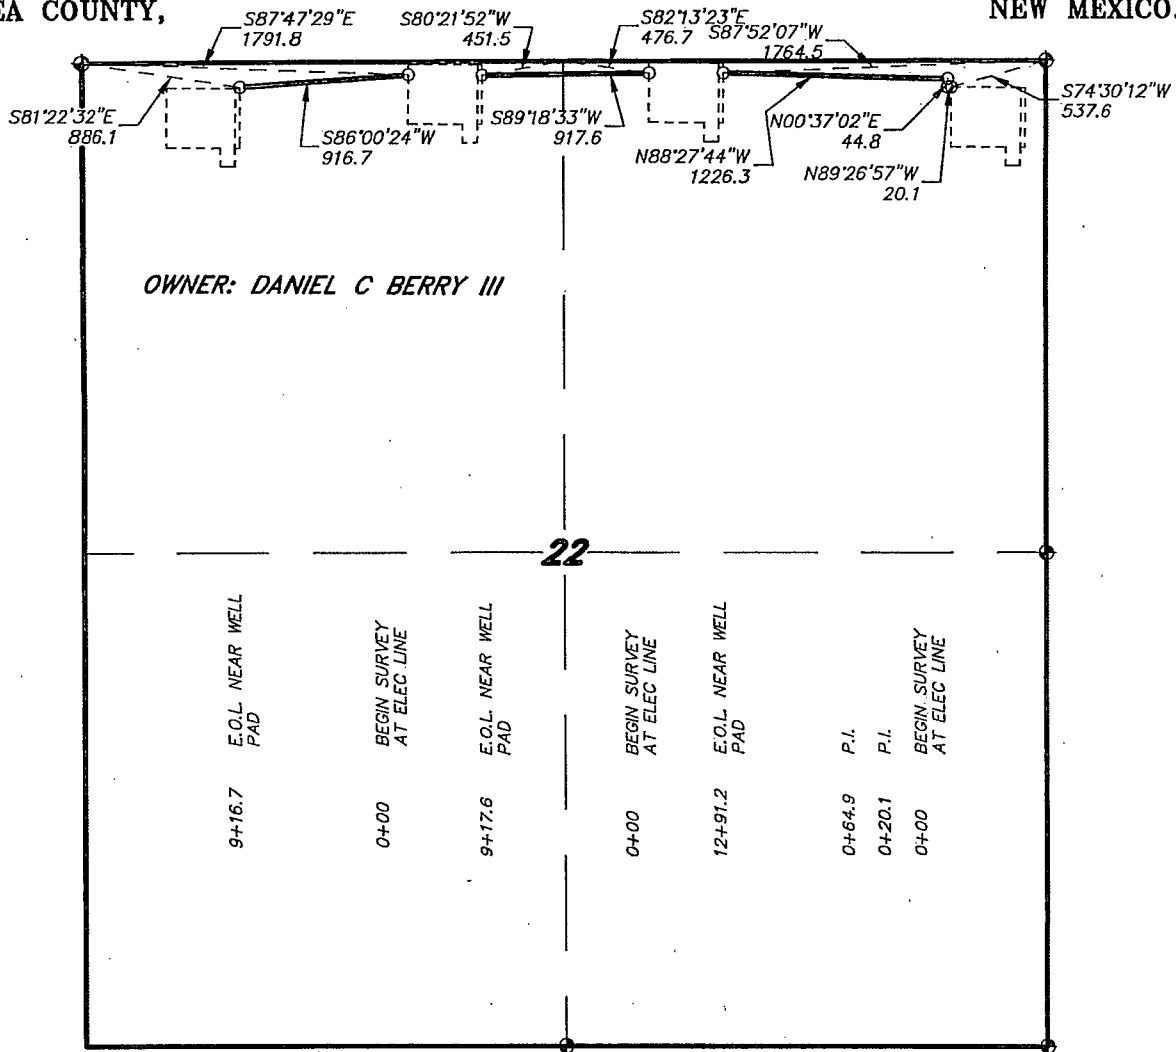 EA COUNTY,
NEW MEXICO.
S87°47'29"E
1791.8
S80°21'52"W
451.5
S82°13'23"E
476.7
S87°52'07"W
1764.5
S81°22'32"E
886.1
S86°00'24"W
916.7
S89°18'33"W
917.6
N88°27'44"W
1226.3
N00°37'02"E
44.8
N89°26'57"W
20.1
S74°30'12"W
537.6
OWNER: DANIEL C BERRY III
22
9+16.7 E.O.L. NEAR WELL
PAD
0+00 BEGIN SURVEY
AT ELEC LINE
9+17.6 E.O.L. NEAR WELL
PAD
0+00 BEGIN SURVEY
AT ELEC LINE
12+91.2 E.O.L. NEAR WELL
PAD
0+64.9 P.I.
0+20.1 P.I.
0+00 BEGIN SURVEY
AT ELEC LINE